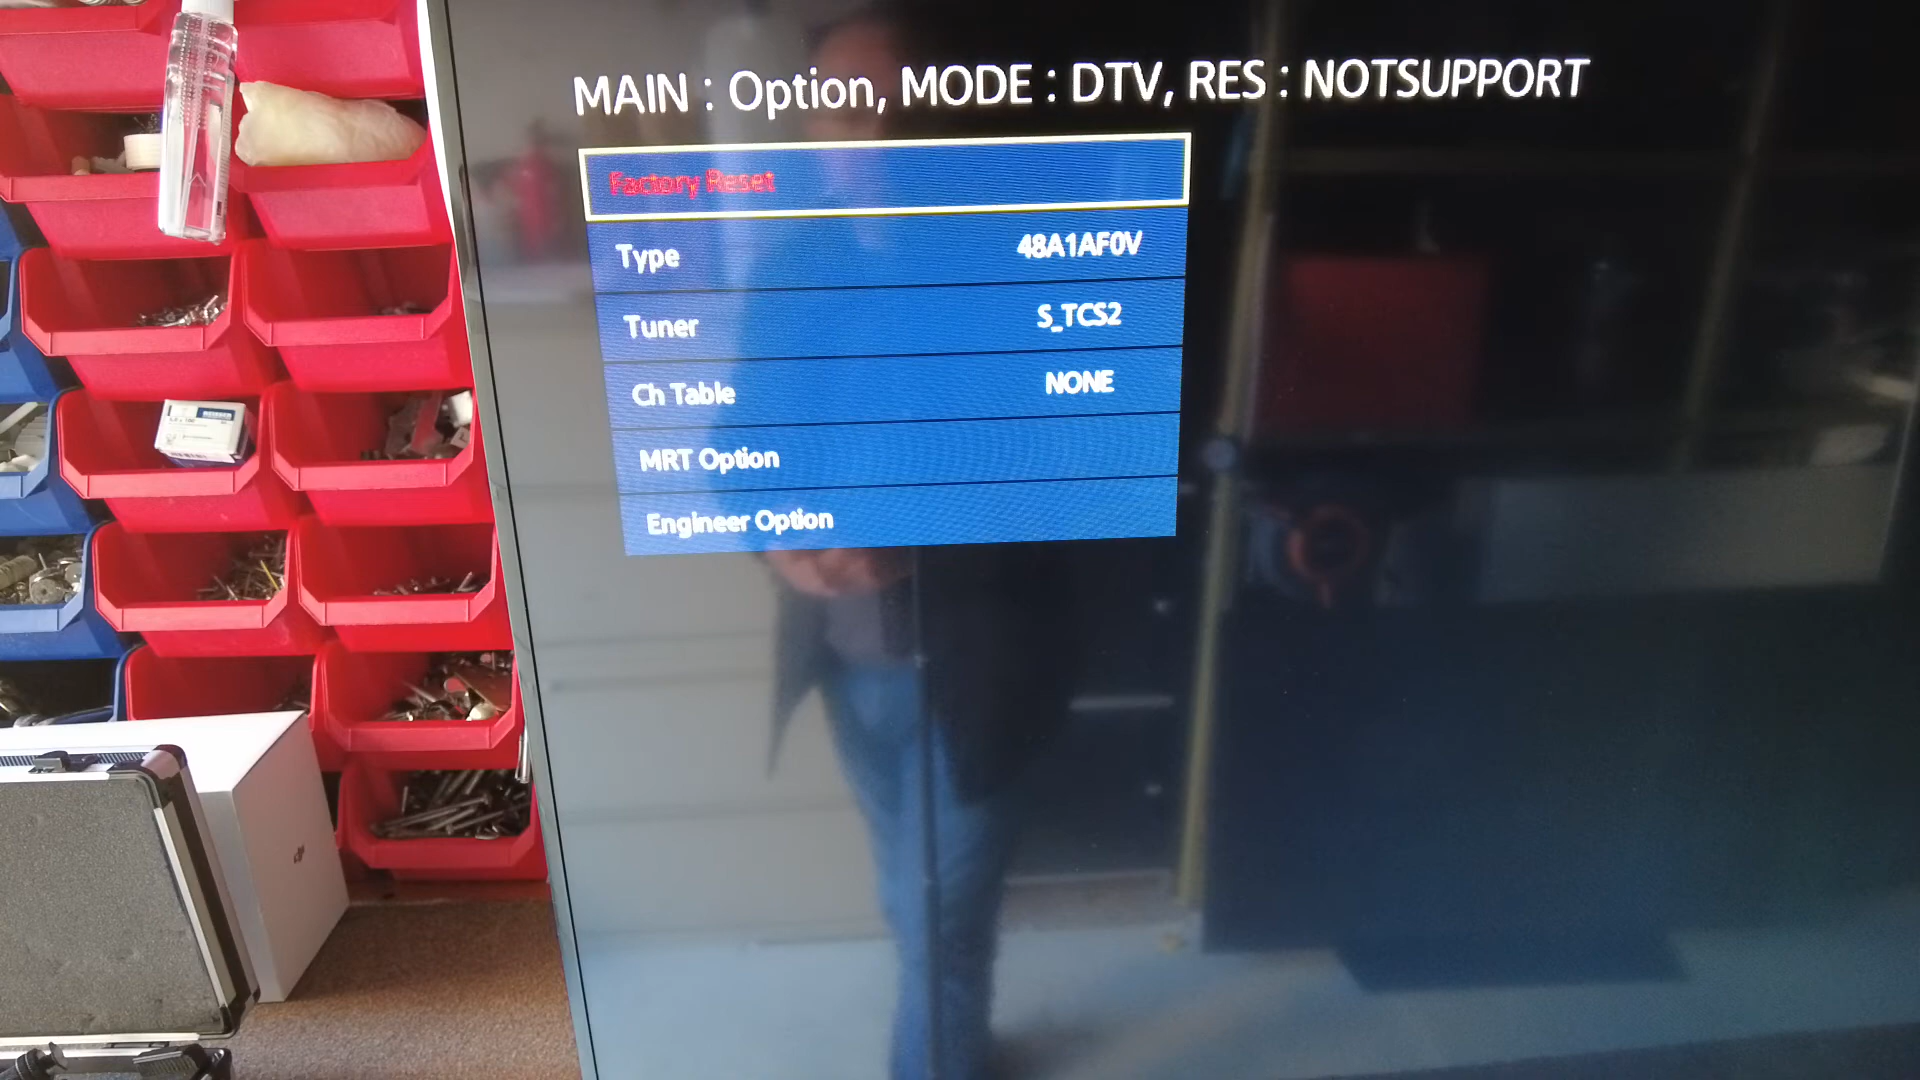 MAIN : Option, MODE : DTV, RES : NOTSUPPORT
Factory Reset
Type 48A1AF0V
Tuner S_TCS2
Ch Table NONE
MRT Option
Engineer Option
dji